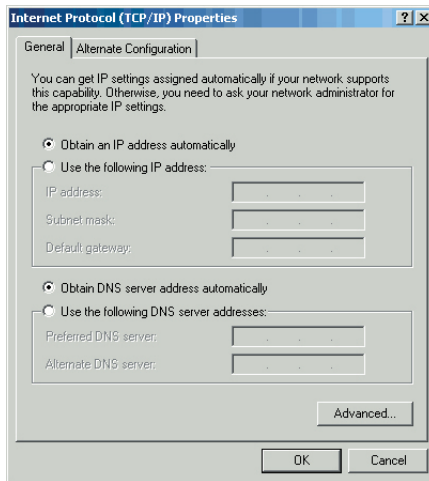 Internet Protocol (TCP/IP) Properties
General
Alternate Configuration
You can get IP settings assigned automatically if your network supports
this capability. Otherwise, you need to ask your network administrator for
the appropriate IP settings.
Obtain an IP address automatically
Use the following IP address:
IP address:
Subnet mask:
Default gateway:
Obtain DNS server address automatically
Use the following DNS server addresses:
Preferred DNS server:
Alternate DNS server:
Advanced...
OK
Cancel